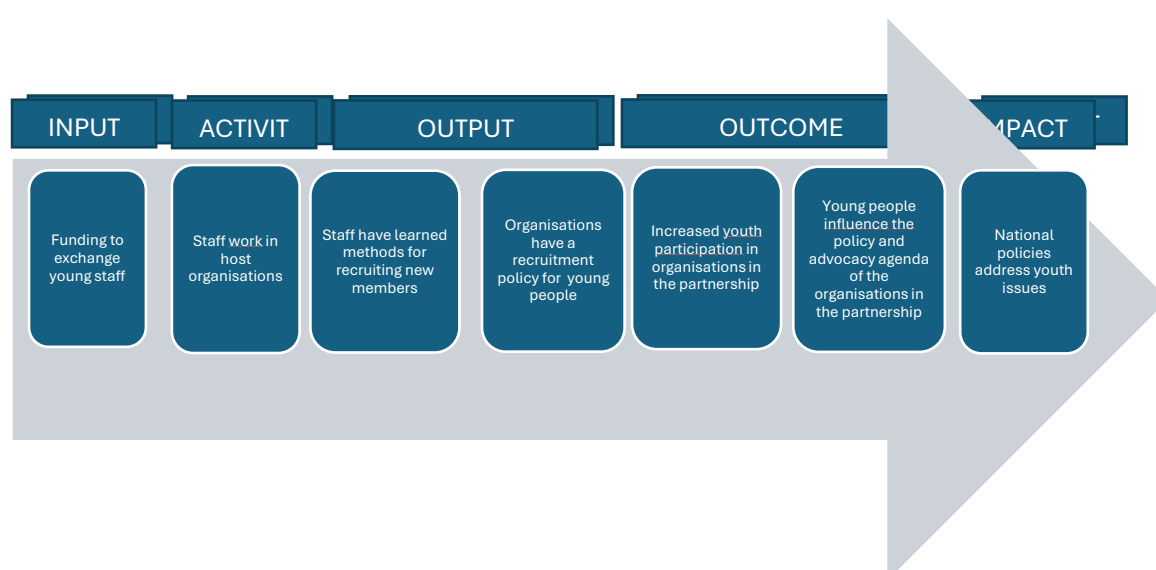 INPUT
ACTIVIT
OUTPUT
OUTCOME
MPACT
Funding to
exchange
young staff
Staff work in
host
organisations
Staff have learned
methods for
recruiting new
members
Organisations
have a
recruitment
policy for young
people
Increased youth
participation in
organisations in
the partnership
Young people
influence the
policy and
advocacy agenda
of the
organisations in
the partnership
National
policies
address youth
issues